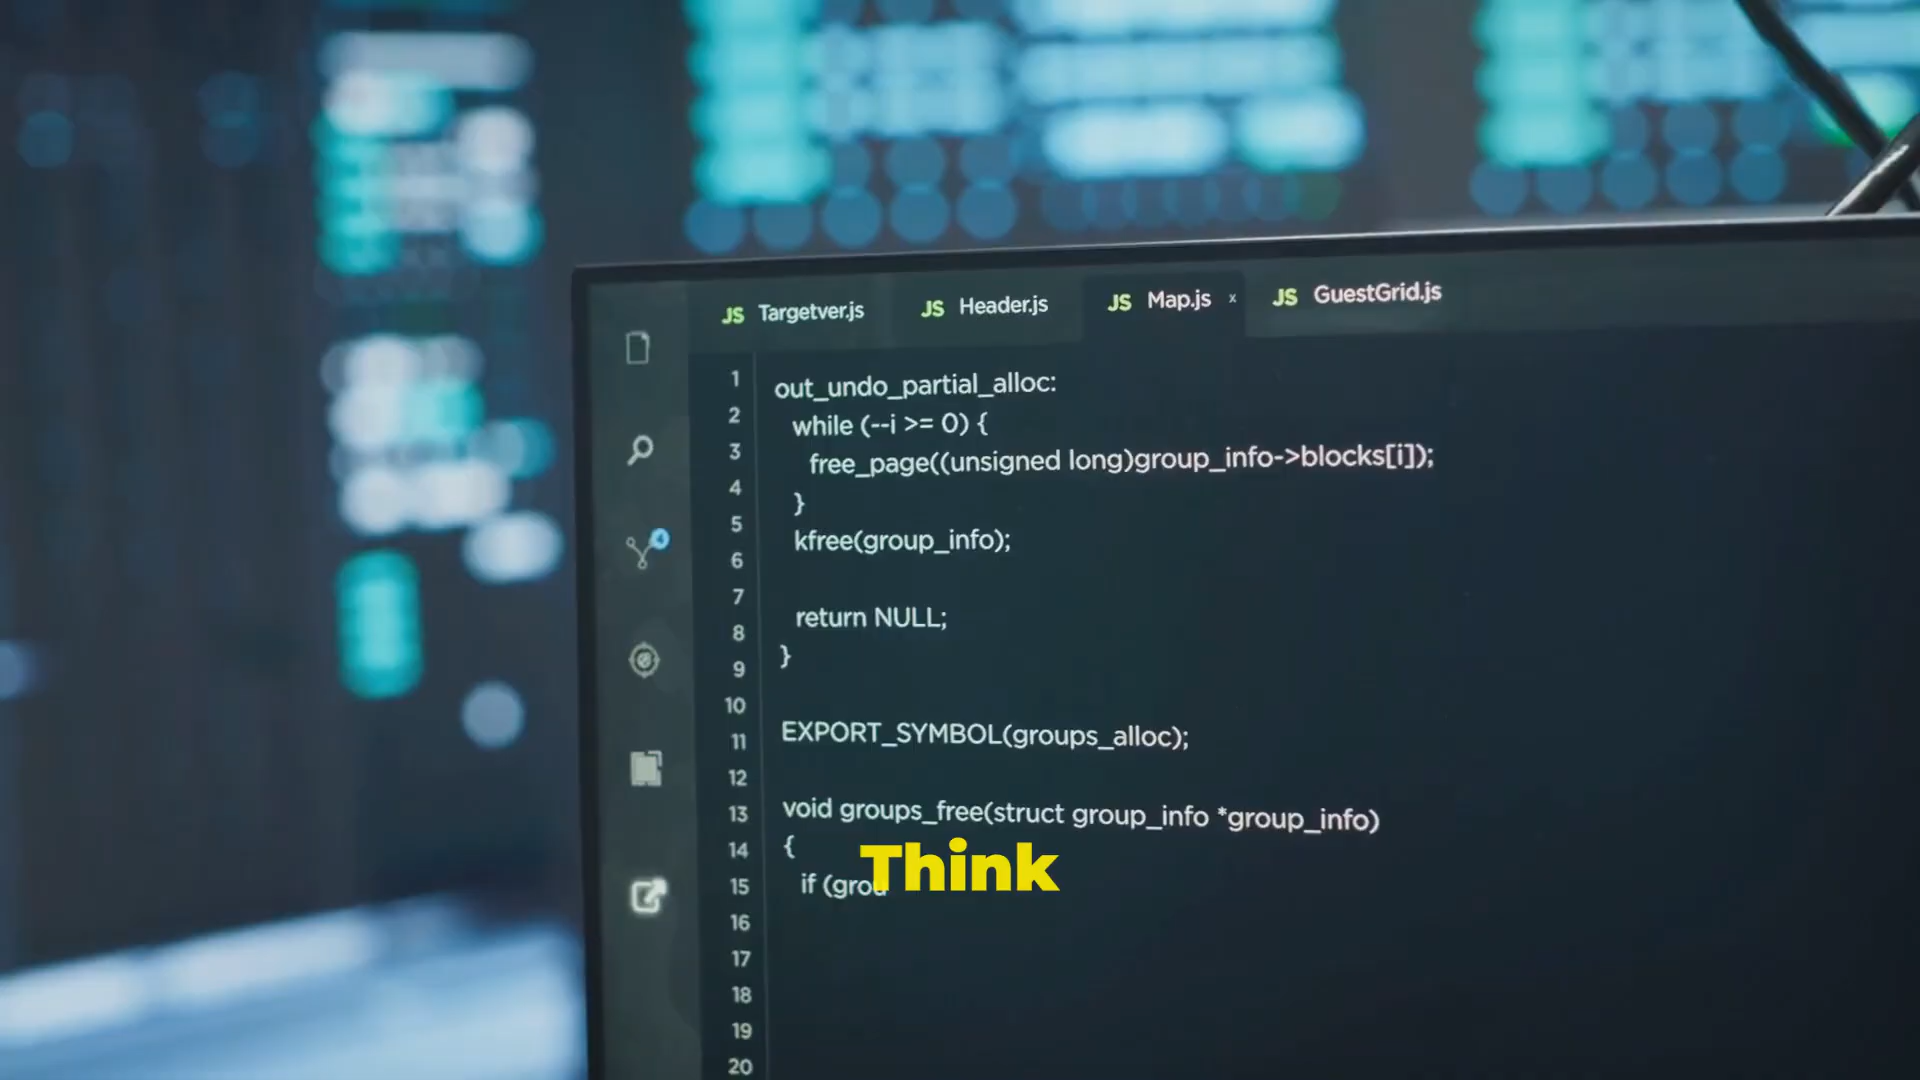 JS Targetver.js JS Header.js JS Map.js x JS GuestGrid.js
4
1 out_undo_partial_alloc:
2 while (--i >= 0) {
3 free_page((unsigned long)group_info->blocks[i]);
4 }
5 kfree(group_info);
6
7 return NULL;
8 }
9
10 EXPORT_SYMBOL(groups_alloc);
11
12
13 void groups_free(struct group_info *group_info)
14 {
15 if (grou
Think
16
17
18
19
20